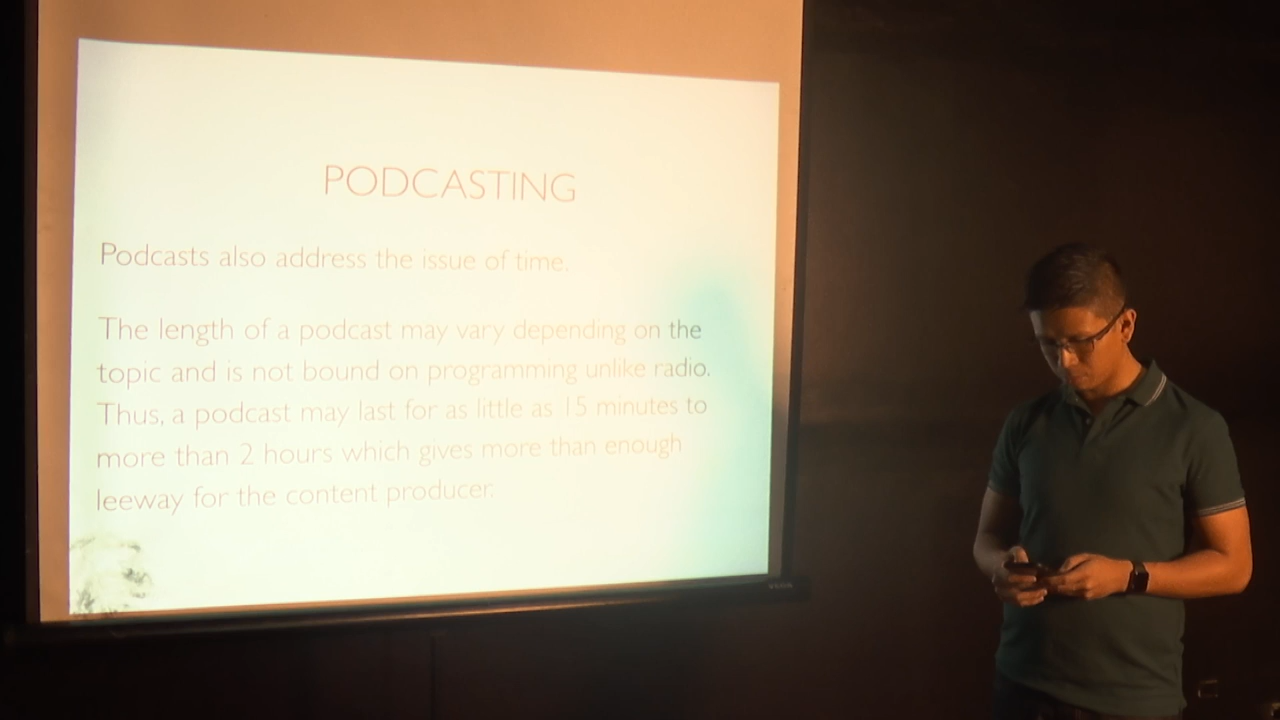 PODCASTING
Podcasts also address the issue of time.
The length of a podcast may vary depending on the
topic and is not bound on programming unlike radio.
Thus, a podcast may last for as little as 15 minutes to
more than 2 hours which gives more than enough
leeway for the content producer.